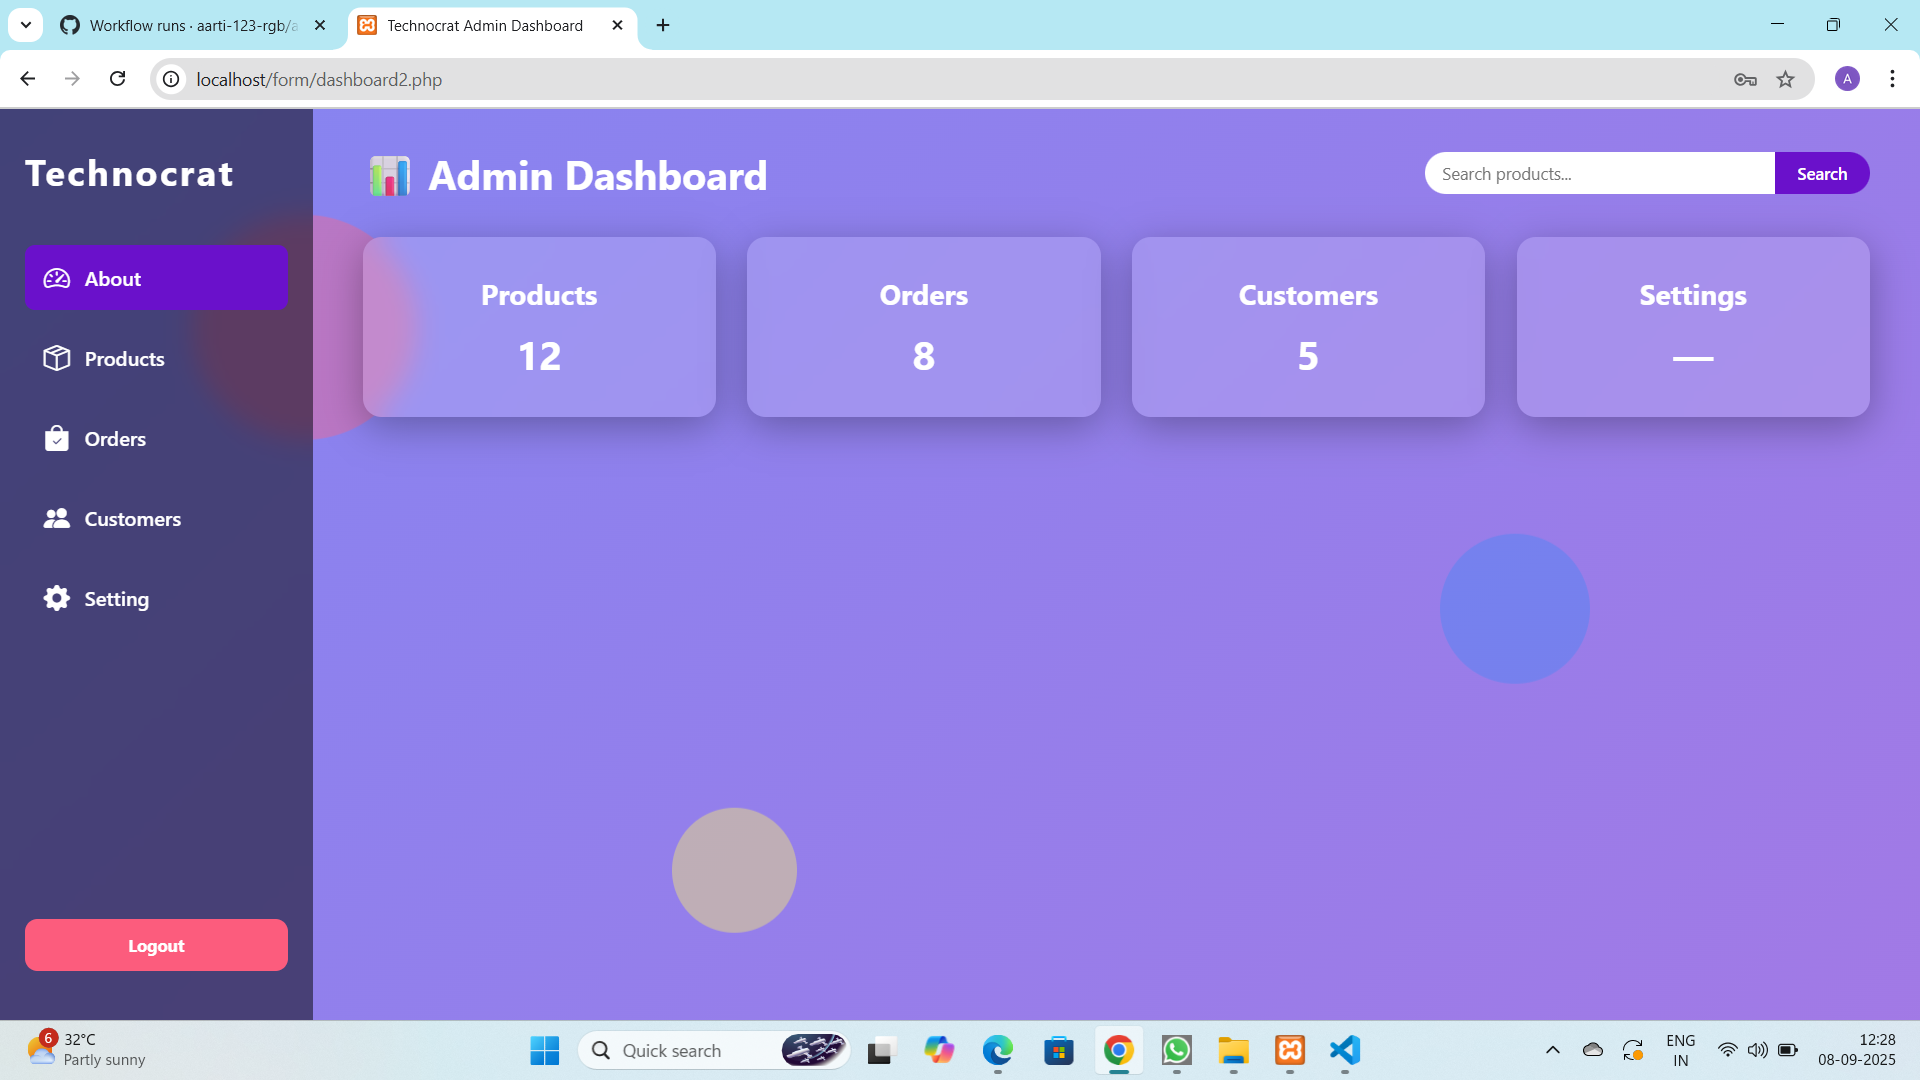 Workflow runs · aarti-123-rgb/a
Technocrat Admin Dashboard
localhost/form/dashboard2.php
A
Technocrat
About
Products
Orders
Customers
Setting
Logout
Admin Dashboard
Search products...
Search
Products
12
Orders
8
Customers
5
Settings
—
6
32°C
Partly sunny
Quick search
ENG
IN
12:28
08-09-2025